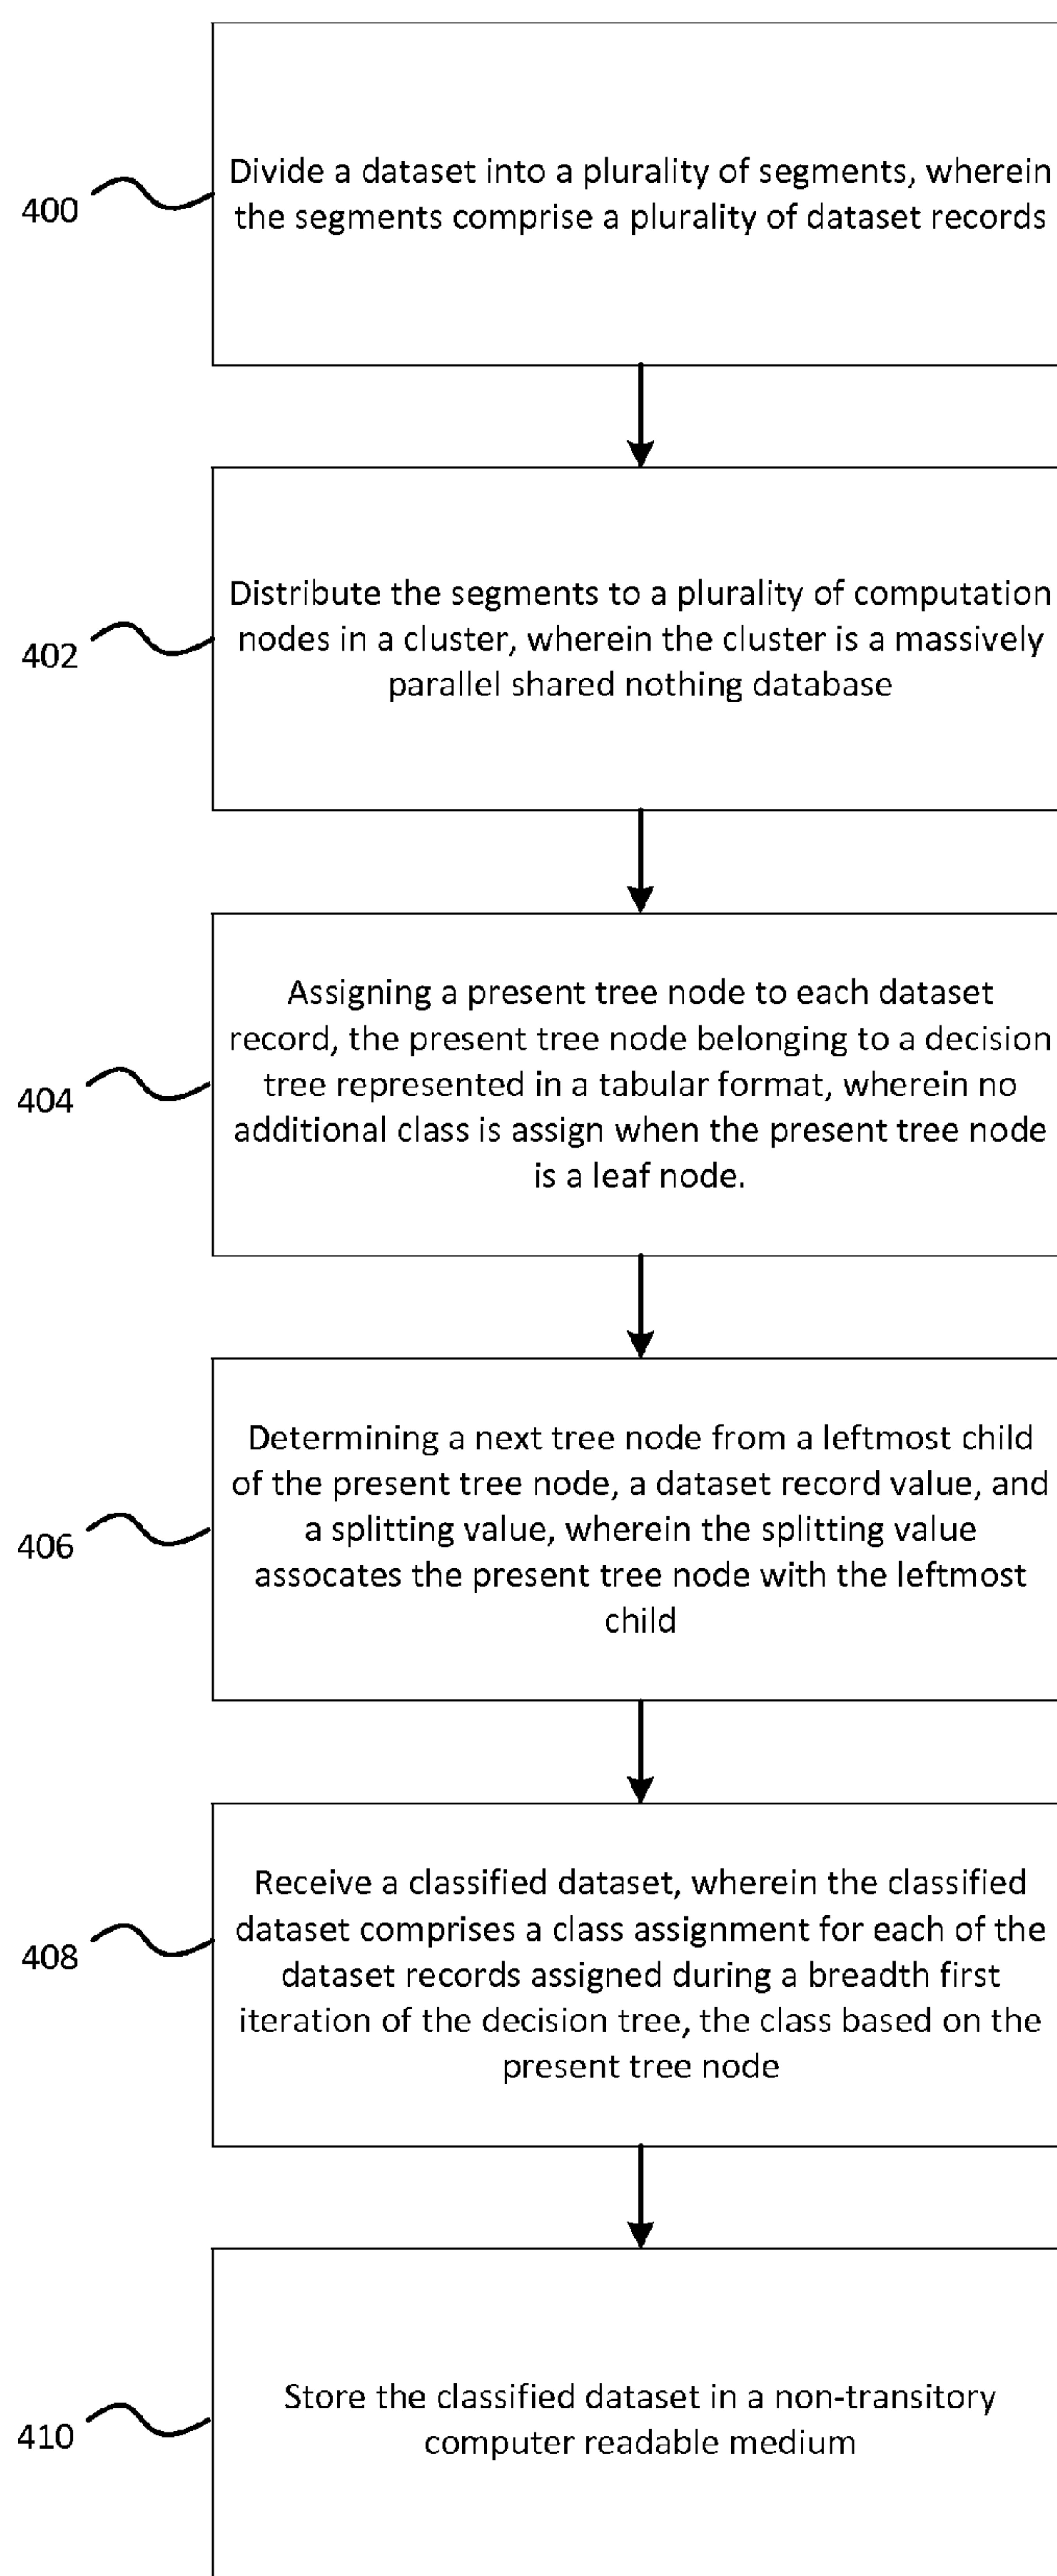 Divide a dataset into a plurality of segments, wherein
the segments comprise a plurality of dataset records
400
Distribute the segments to a plurality of computation
nodes in a cluster, wherein the cluster is a massively
parallel shared nothing database
402
Assigning a present tree node to each dataset
record, the present tree node belonging to a decision
tree represented in a tabular format, wherein no
additional class is assign when the present tree node
is a leaf node.
404
Determining a next tree node from a leftmost child
of the present tree node, a dataset record value, and
a splitting value, wherein the splitting value
assocates the present tree node with the leftmost
child
406
Receive a classified dataset, wherein the classified
dataset comprises a class assignment for each of the
dataset records assigned during a breadth first
iteration of the decision tree, the class based on the
present tree node
408
Store the classified dataset in a non-transitory
computer readable medium
410